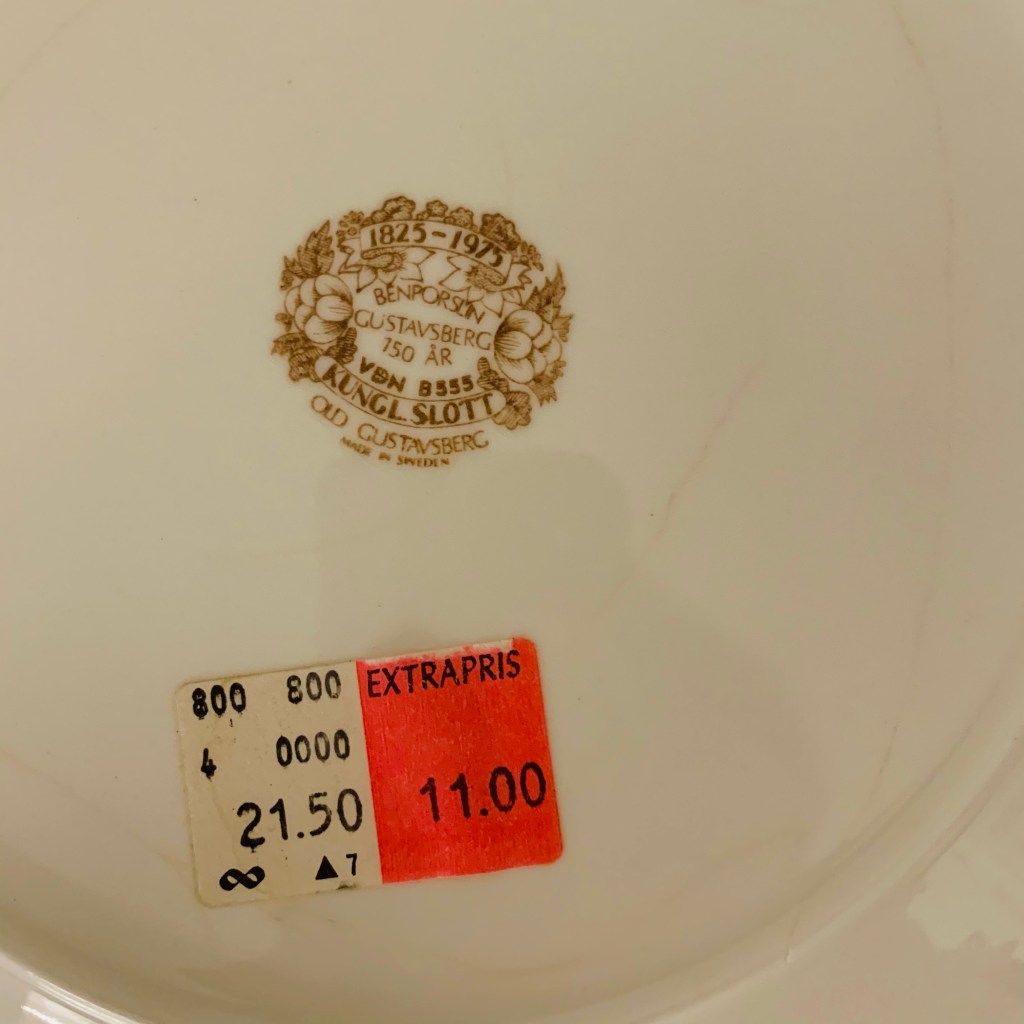 1825-1975
BENPORSLIN
GUSTAVSBERG
150 ÅR
VDN B555
KUNGL. SLOTT
OLD GUSTAVSBERG
MADE IN SWEDEN
800 800 EXTRAPRIS
4 0000
21.50 11.00
∞ ▲7